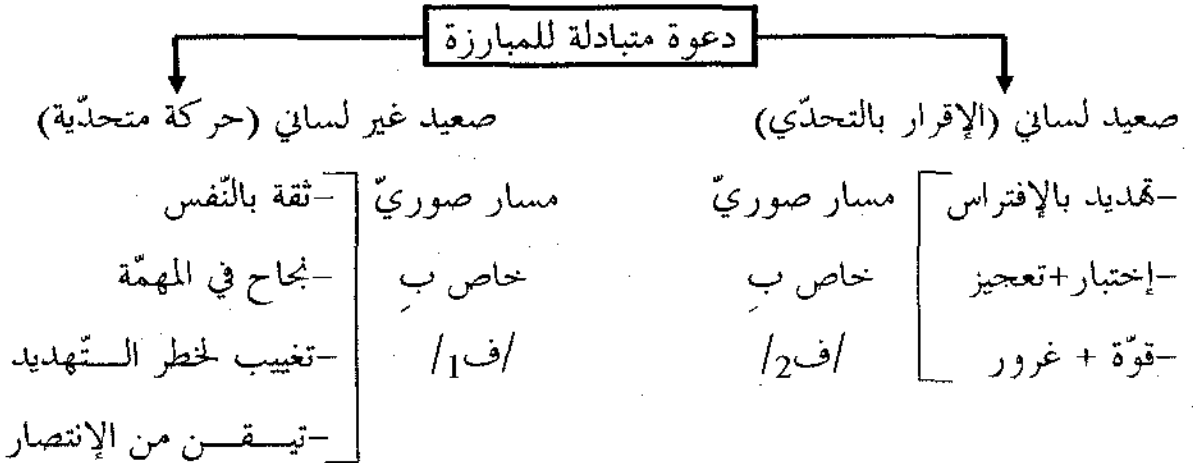 دعوة متبادلة للمبارزة
صعيد لساني (الإقرار بالتحدّي)
صعيد غير لساني (حركة متحدّية)
-تهديد بالإفتراس
مسار صوريّ
-إختبار+تعجيز
خاص بِ
-قوّة + غرور
/ف2/
مسار صوريّ
-ثقة بالنّفس
خاص بِ
-نجاح في المهمّة
/ف1/
-تغييب لخطر التّهديد
-تيقن من الإنتصار